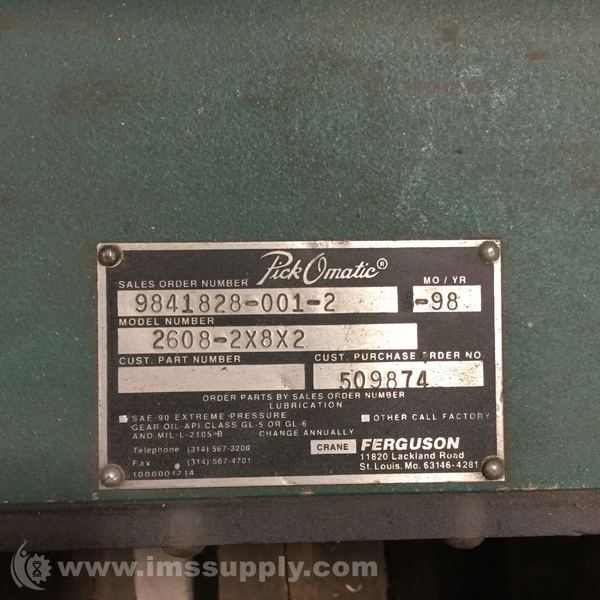 Pick Omatic®
SALES ORDER NUMBER MO / YR
9841828-001-2 -98
MODEL NUMBER
2608-2X8X2
CUST. PART NUMBER CUST. PURCHASE ORDER NO
509874
ORDER PARTS BY SALES ORDER NUMBER
LUBRICATION
SAE-90 EXTREME-PRESSURE OTHER CALL FACTORY
GEAR OIL-API CLASS GL-5 OR GL-6
AND MIL-L-2105-B CHANGE ANNUALLY
Telephone (314) 567-3200 CRANE FERGUSON
Fax (314) 567-4701 11820 Lackland Road
1000001714 St. Louis. Mo. 63146-4281
www.imssupply.com